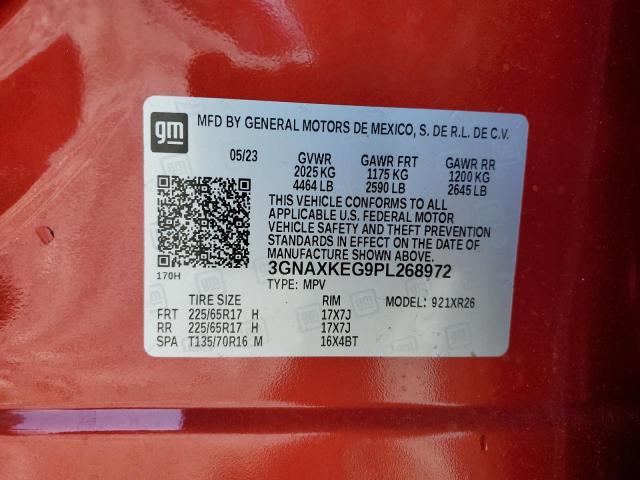 gm
MFD BY GENERAL MOTORS DE MEXICO, S. DE R.L. DE C.V.
05/23 GVWR GAWR FRT GAWR RR
2025 KG 1175 KG 1200 KG
4464 LB 2590 LB 2645 LB
THIS VEHICLE CONFORMS TO ALL
APPLICABLE U.S. FEDERAL MOTOR
VEHICLE SAFETY AND THEFT PREVENTION
STANDARDS IN EFFECT ON THE DATE OF
MANUFACTURE SHOWN ABOVE.
170H 3GNAXKEG9PL268972
TYPE: MPV
TIRE SIZE RIM MODEL: 921XR26
FRT 225/65R17 H 17X7J
RR 225/65R17 H 17X7J
SPA T135/70R16 M 16X4BT